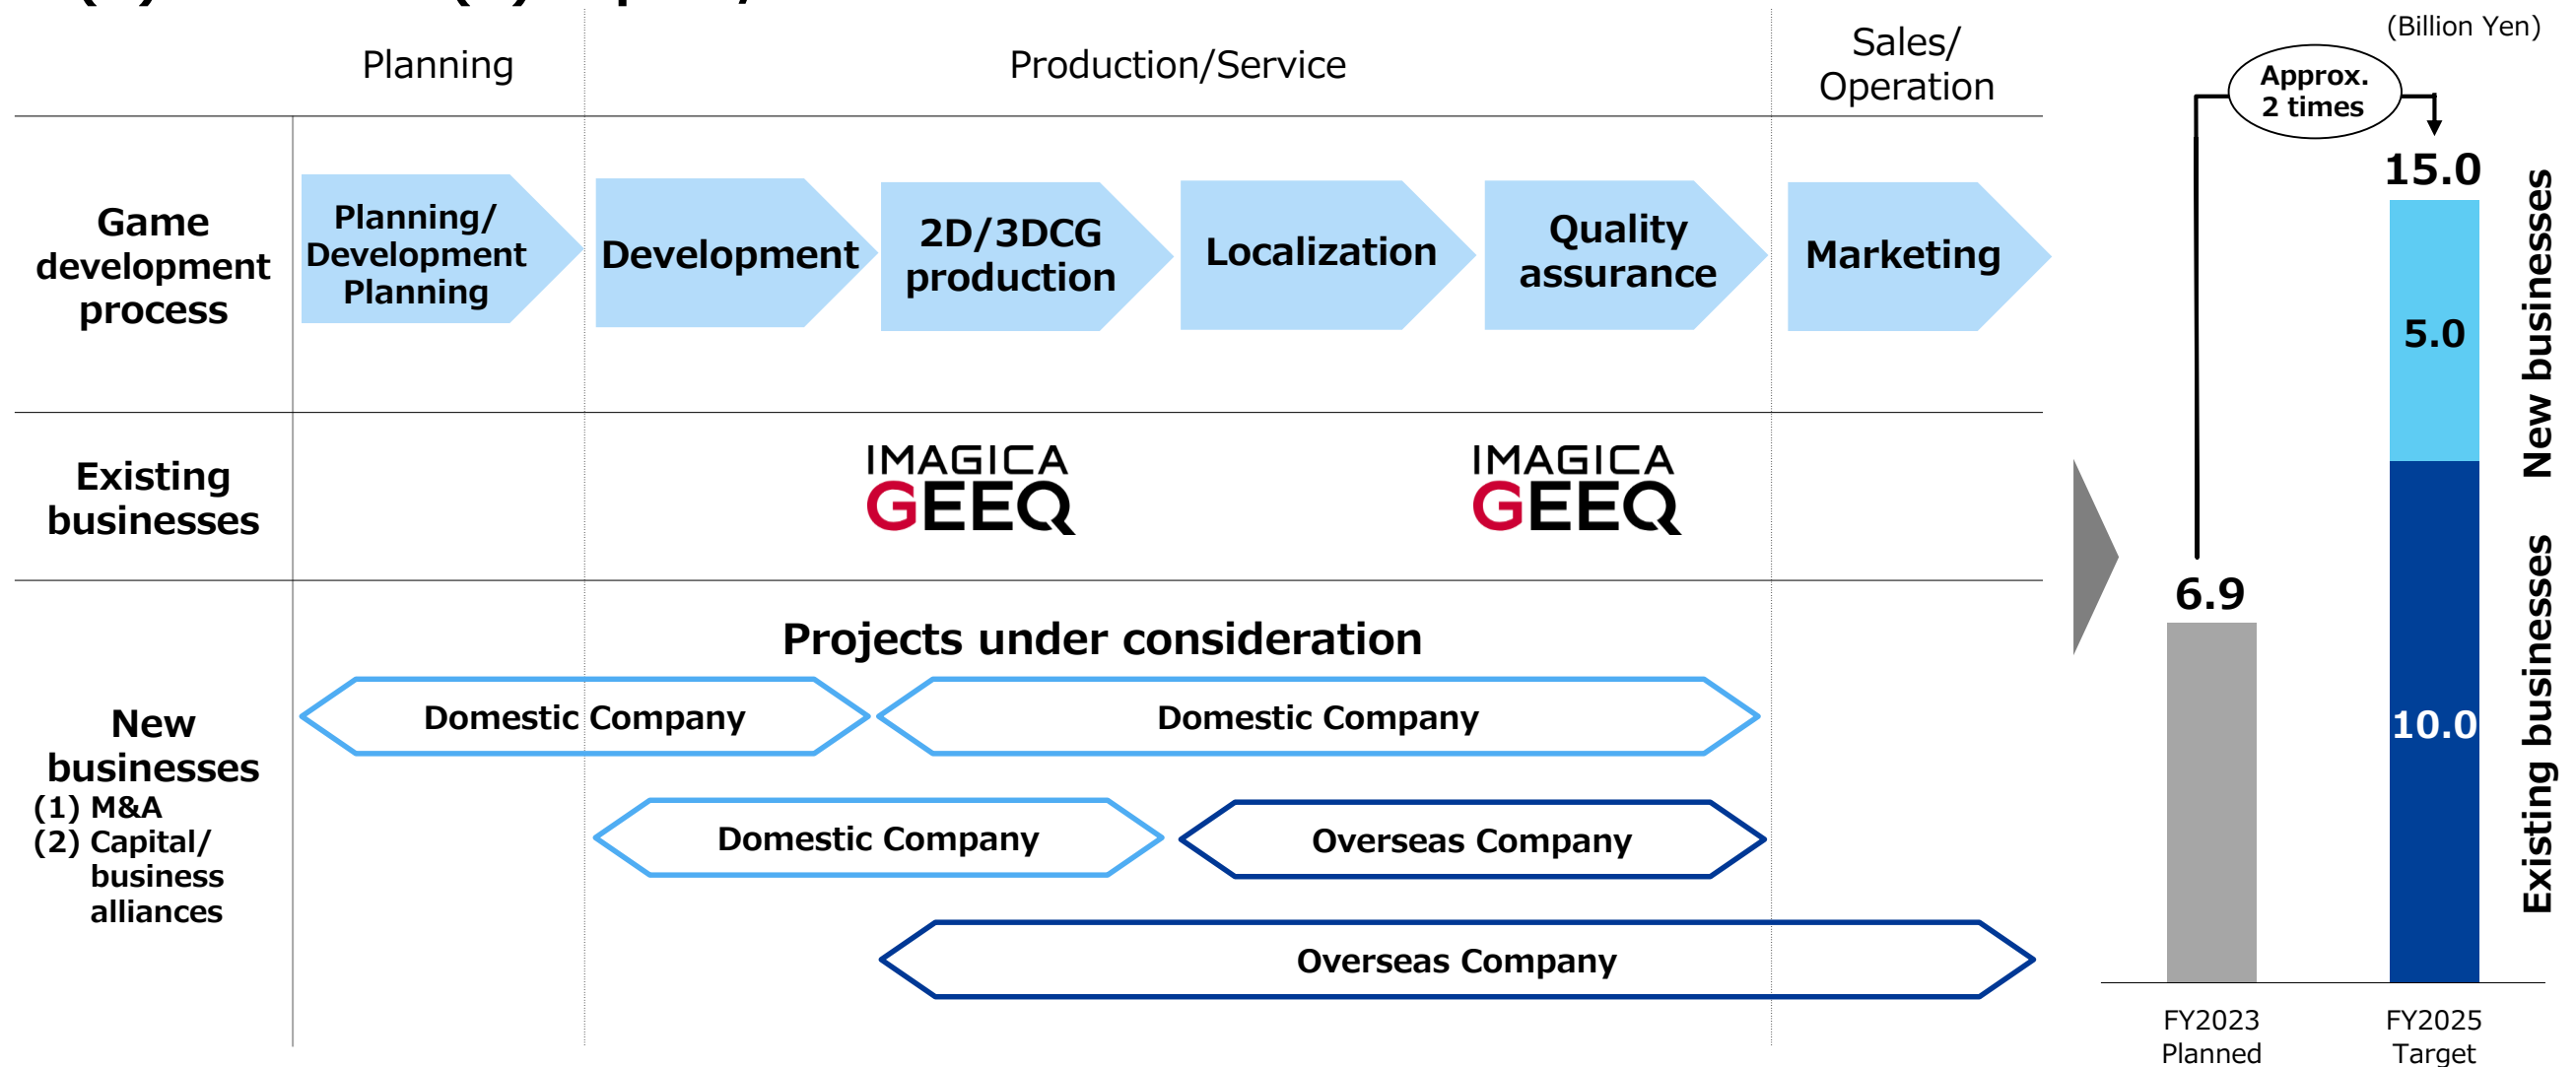 (Billion Yen)
Planning
Production/Service
Sales/
Operation
Game
development
process
Planning/
Development
Planning
Development
2D/3DCG
production
Localization
Quality
assurance
Marketing
Existing
businesses
IMAGICA
GEEQ
IMAGICA
GEEQ
New
businesses
(1) M&A
(2) Capital/
business
alliances
Projects under consideration
Domestic Company
Domestic Company
Domestic Company
Overseas Company
Overseas Company
Approx.
2 times
15.0
5.0
10.0
6.9
New businesses
Existing businesses
FY2023
Planned
FY2025
Target